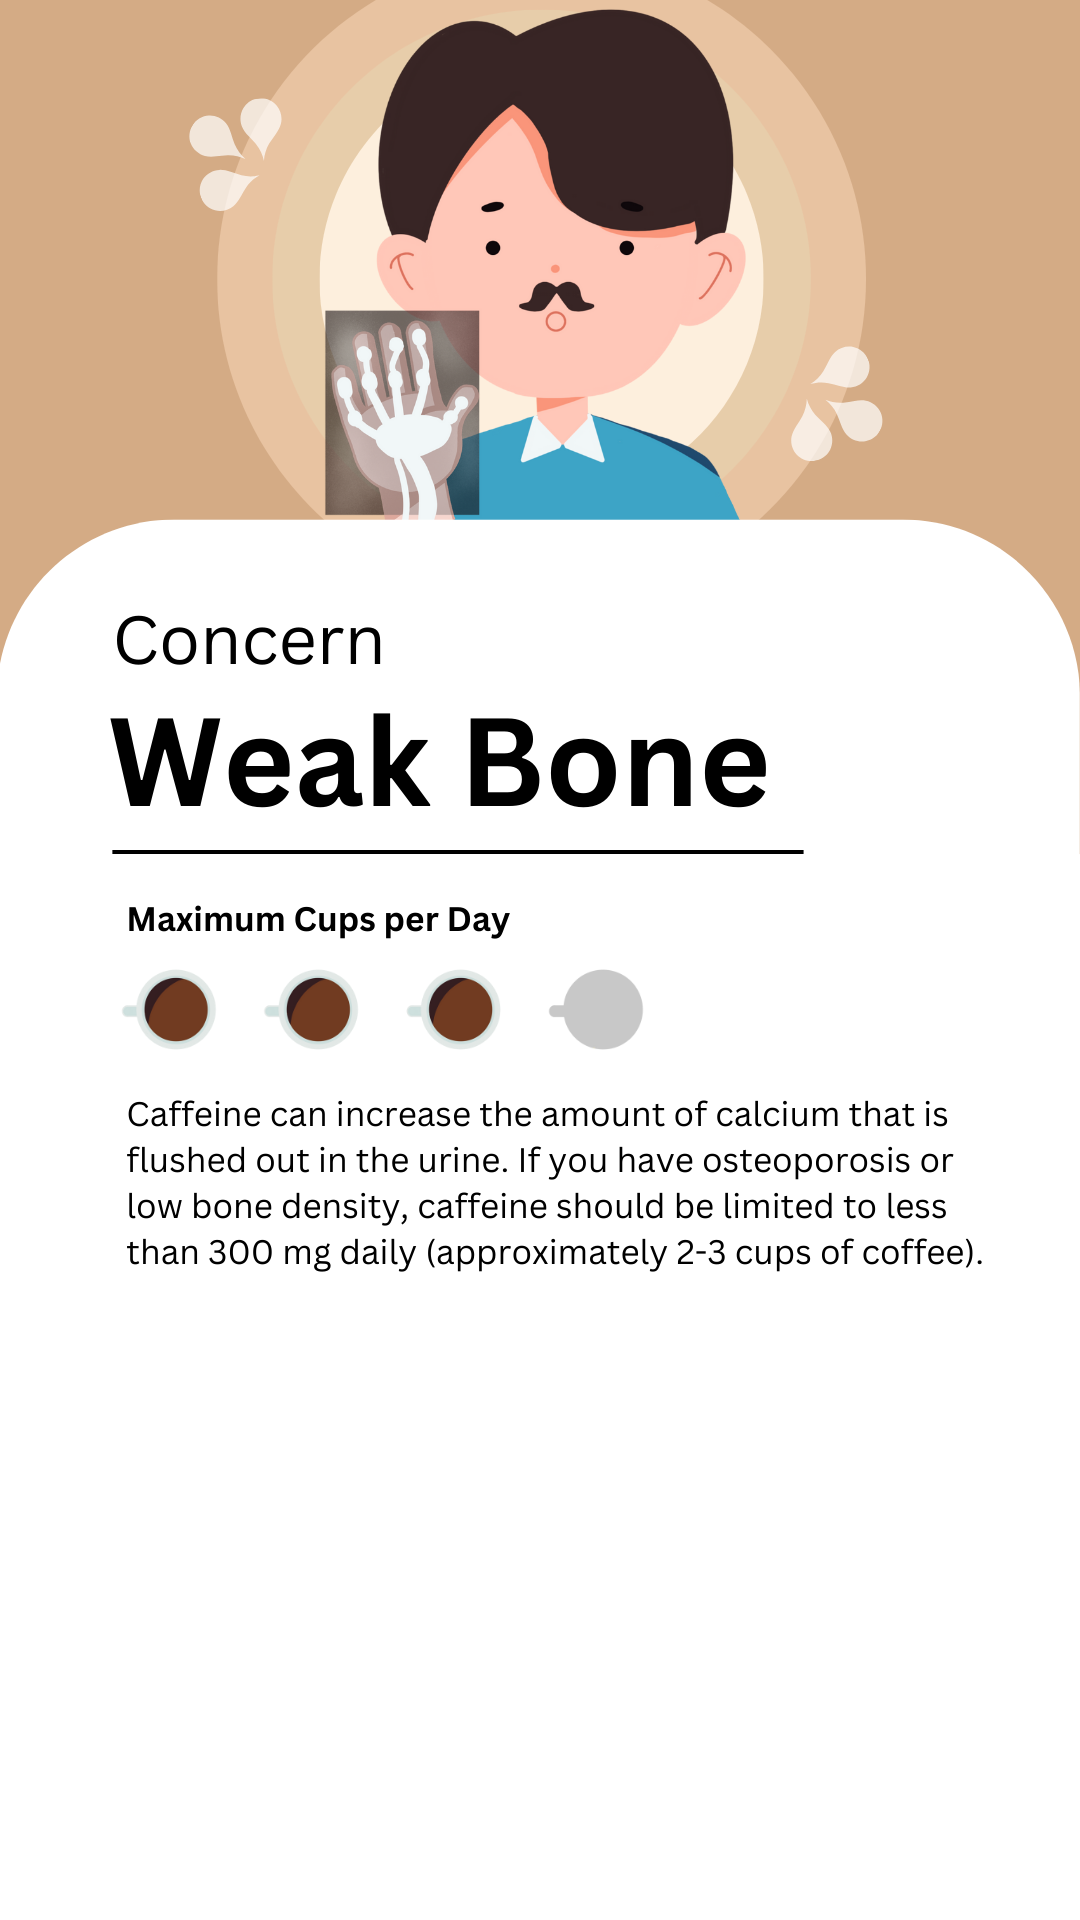 Concern
Weak Bone
Maximum Cups per Day
Caffeine can increase the amount of calcium that is
flushed out in the urine. If you have osteoporosis or
low bone density, caffeine should be limited to less
than 300 mg daily (approximately 2-3 cups of coffee).